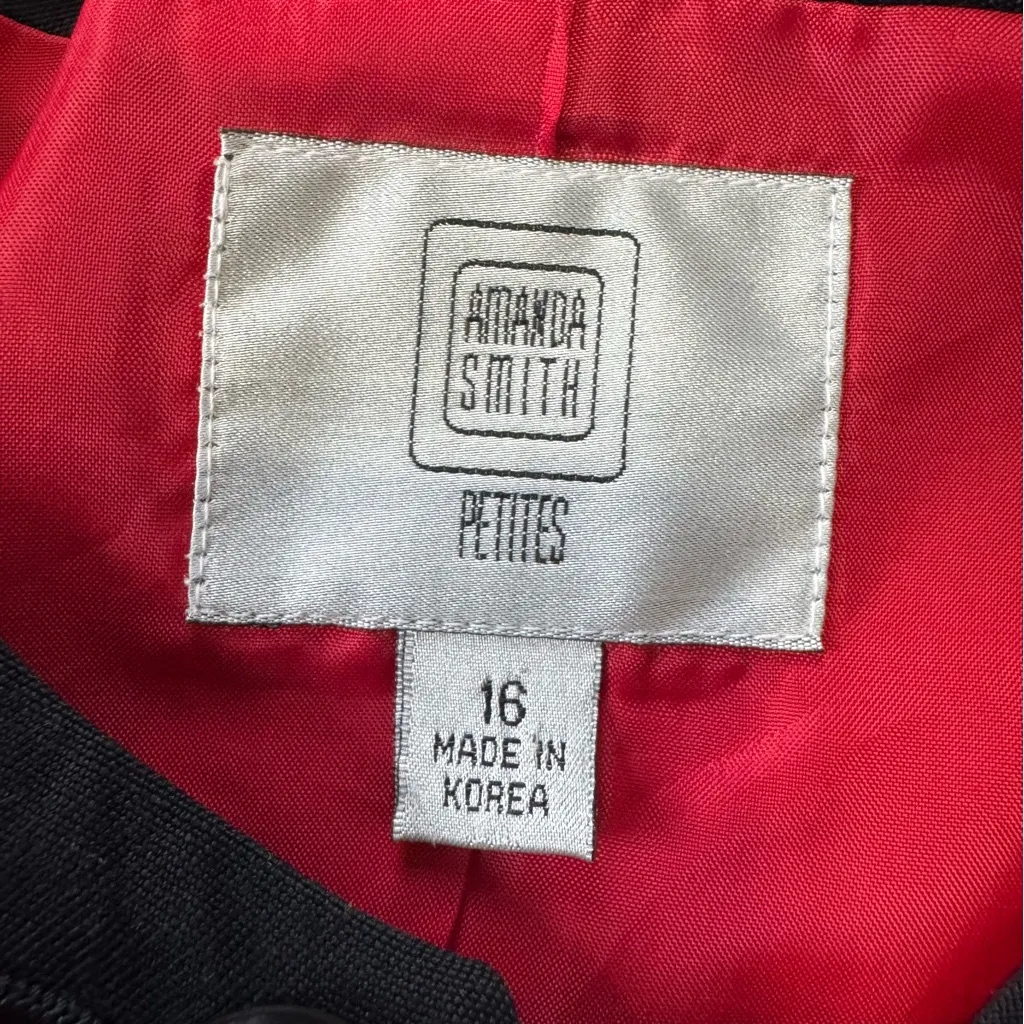 AMANDA
SMITH
PETITES
16
MADE IN
KOREA